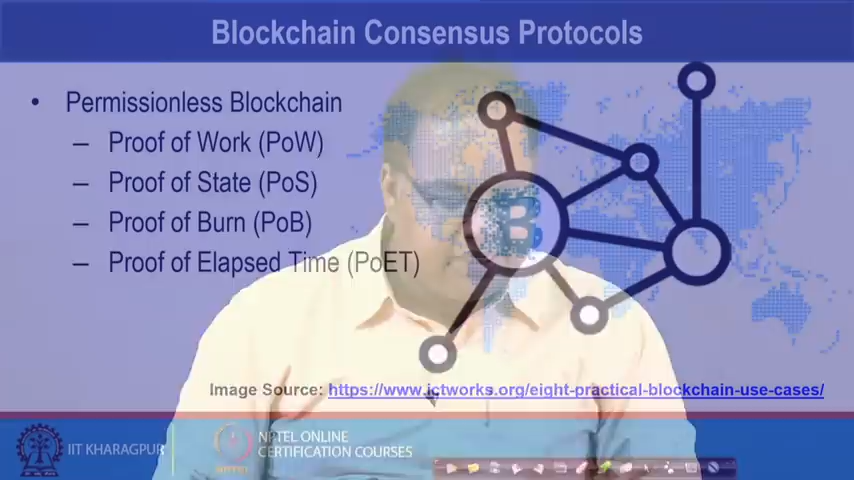 Blockchain Consensus Protocols
• Permissionless Blockchain
– Proof of Work (PoW)
– Proof of State (PoS)
– Proof of Burn (PoB)
– Proof of Elapsed Time (PoET)
B
Image Source: https://www.ictworks.org/eight-practical-blockchain-use-cases/
IIT KHARAGPUR
NPTEL ONLINE
CERTIFICATION COURSES